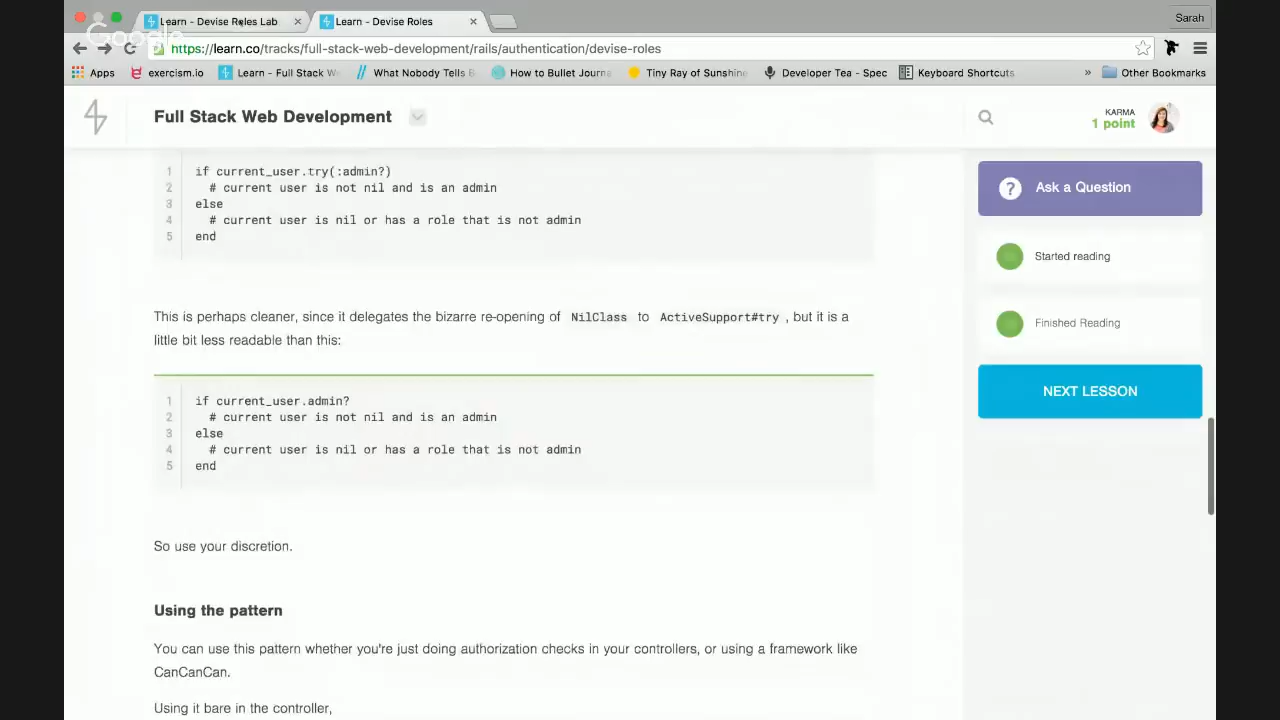 Learn - Devise Roles Lab
Learn - Devise Roles
Sarah
Google
https://learn.co/tracks/full-stack-web-development/rails/authentication/devise-roles
Apps
exercism.io
Learn - Full Stack W
What Nobody Tells
How to Bullet Journa
Tiny Ray of Sunshine
Developer Tea - Spec
Keyboard Shortcuts
»
Other Bookmarks
Full Stack Web Development
KARMA
1 point
1 if current_user.try(:admin?)
2 # current user is not nil and is an admin
3 else
4 # current user is nil or has a role that is not admin
5 end
This is perhaps cleaner, since it delegates the bizarre re-opening of NilClass to ActiveSupport#try , but it is a
little bit less readable than this:
1 if current_user.admin?
2 # current user is not nil and is an admin
3 else
4 # current user is nil or has a role that is not admin
5 end
So use your discretion.
Using the pattern
You can use this pattern whether you're just doing authorization checks in your controllers, or using a framework like
CanCanCan.
Using it bare in the controller,
? Ask a Question
Started reading
Finished Reading
NEXT LESSON